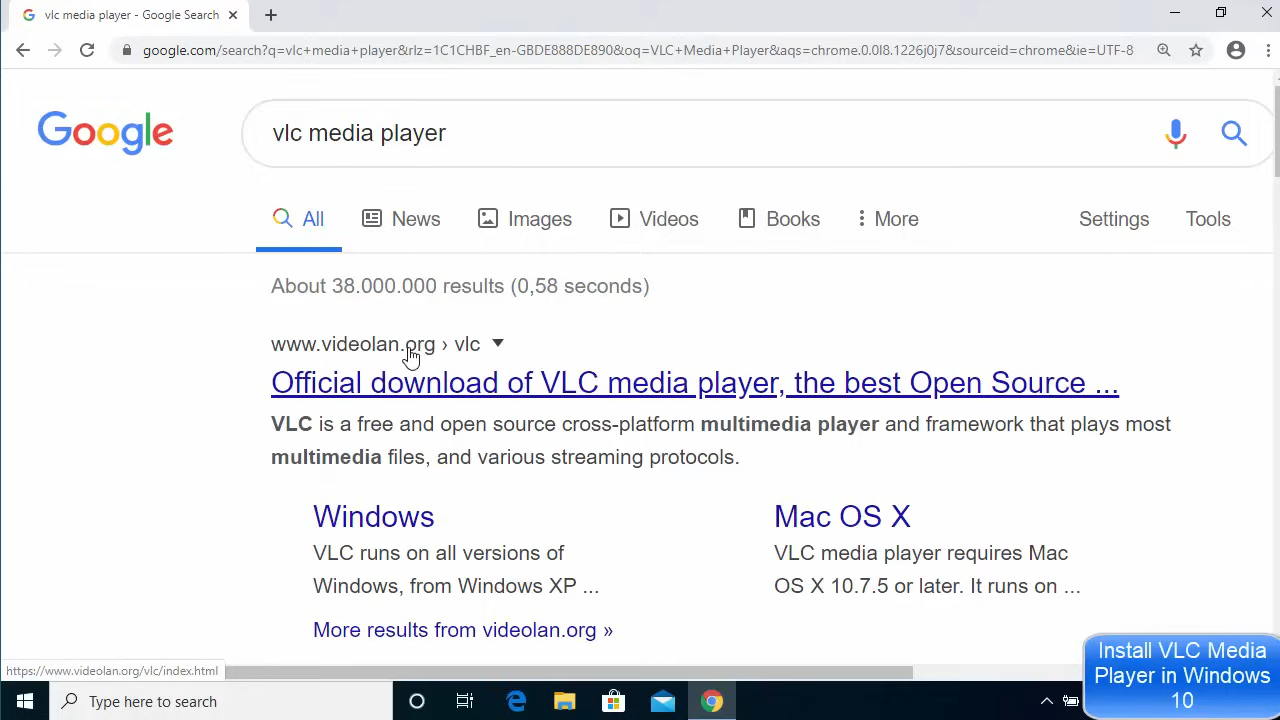 vlc media player - Google Search
google.com/search?q=vlc+media+player&rlz=1C1CHBF_en-GBDE888DE890&oq=VLC+Media+Player&aqs=chrome.0.0l8.1226j0j7&sourceid=chrome&ie=UTF-8
Google
vlc media player
All News Images Videos Books More Settings Tools
About 38.000.000 results (0,58 seconds)
www.videolan.org › vlc
Official download of VLC media player, the best Open Source ...
VLC is a free and open source cross-platform multimedia player and framework that plays most
multimedia files, and various streaming protocols.
Windows
VLC runs on all versions of
Windows, from Windows XP ...
Mac OS X
VLC media player requires Mac
OS X 10.7.5 or later. It runs on ...
More results from videolan.org »
https://www.videolan.org/vlc/index.html
Install VLC Media
Player in Windows
10
Type here to search